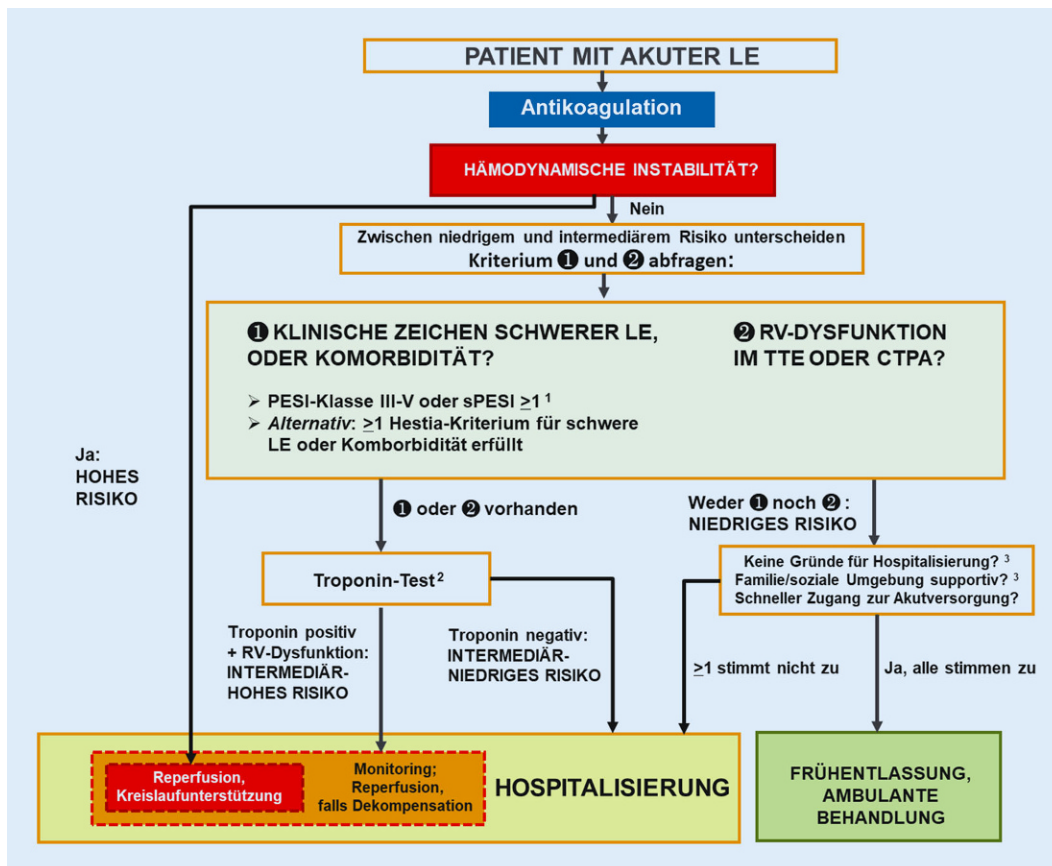 PATIENT MIT AKUTER LE
Antikoagulation
HÄMODYNAMISCHE INSTABILITÄT?
Nein
Zwischen niedrigem und intermediärem Risiko unterscheiden
Kriterium ❶ und ❷ abfragen:
❶ KLINISCHE ZEICHEN SCHWERER LE,
ODER KOMORBIDITÄT?
➢ PESI-Klasse III-V oder sPESI ≥1 ¹
➢ Alternativ: ≥1 Hestia-Kriterium für schwere
LE oder Komborbidität erfüllt
❷ RV-DYSFUNKTION
IM TTE ODER CTPA?
Ja:
HOHES
RISIKO
❶ oder ❷ vorhanden
Weder ❶ noch ❷ :
NIEDRIGES RISIKO
Troponin-Test²
Keine Gründe für Hospitalisierung? ³
Familie/soziale Umgebung supportiv? ³
Schneller Zugang zur Akutversorgung?
Troponin positiv
+ RV-Dysfunktion:
INTERMEDIÄR-
HOHES RISIKO
Troponin negativ:
INTERMEDIÄR-
NIEDRIGES RISIKO
≥1 stimmt nicht zu
Ja, alle stimmen zu
Reperfusion,
Kreislaufunterstützung
Monitoring;
Reperfusion,
falls Dekompensation
HOSPITALISIERUNG
FRÜHENTLASSUNG,
AMBULANTE
BEHANDLUNG